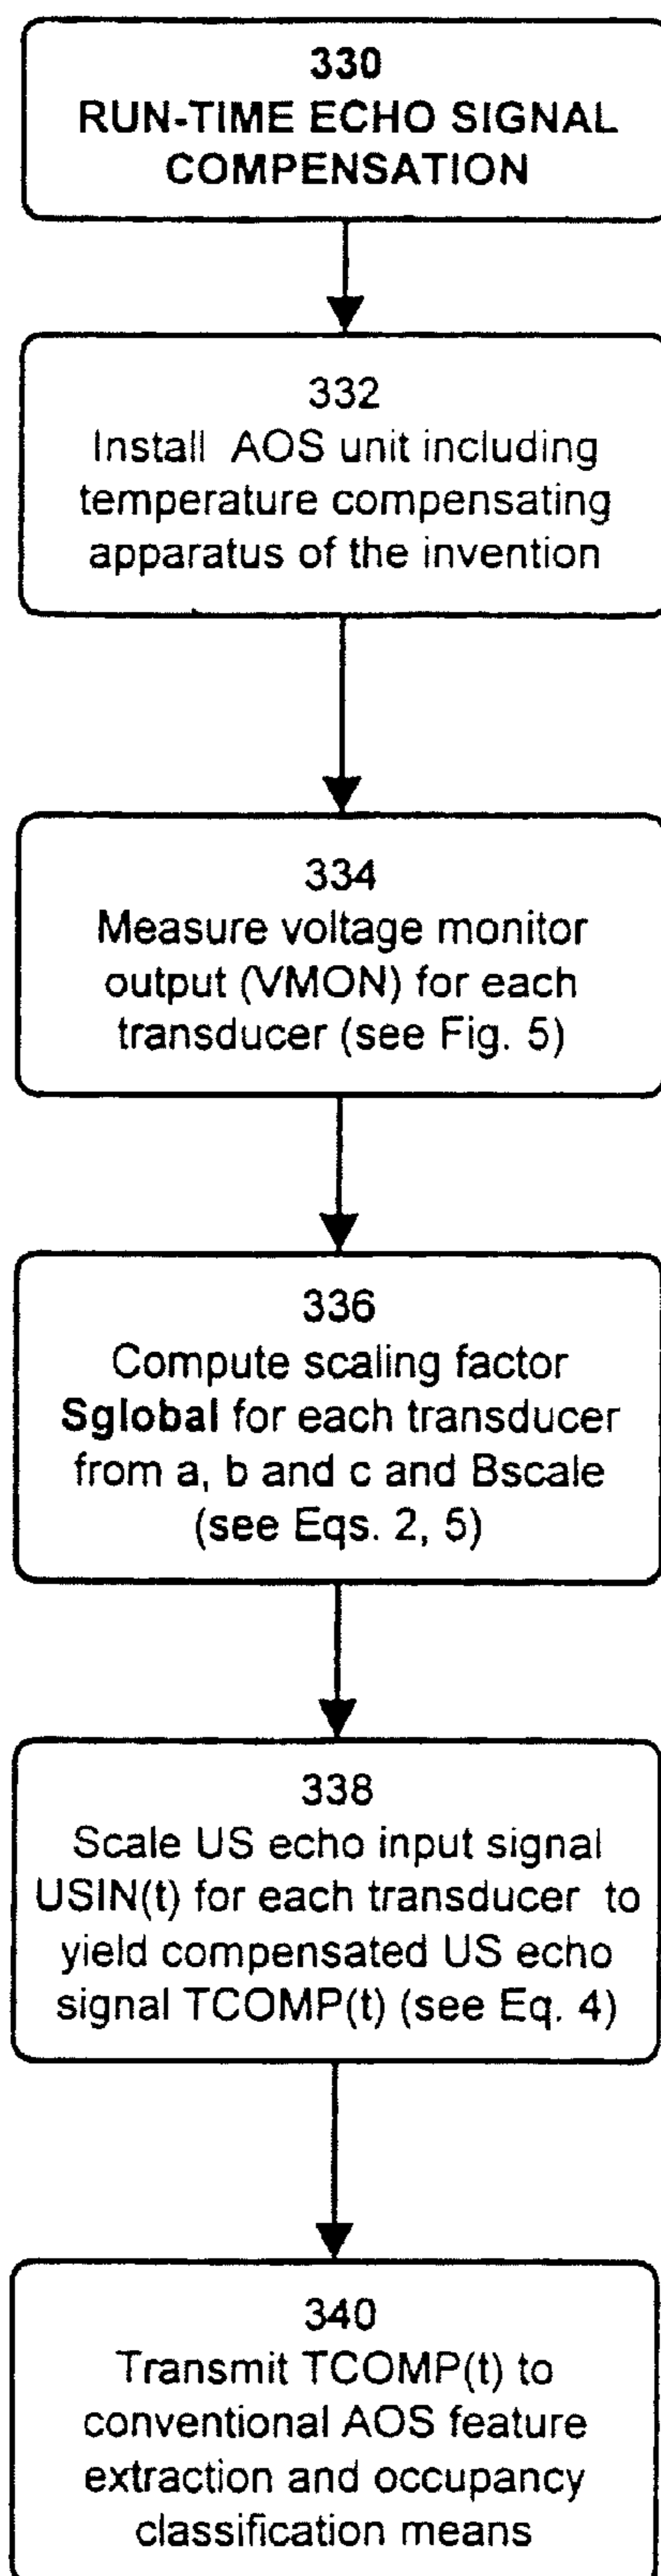 330
RUN-TIME ECHO SIGNAL
COMPENSATION
332
Install AOS unit including
temperature compensating
apparatus of the invention
334
Measure voltage monitor
output (VMON) for each
transducer (see Fig. 5)
336
Compute scaling factor
Sglobal for each transducer
from a, b and c and Bscale
(see Eqs. 2, 5)
338
Scale US echo input signal
USIN(t) for each transducer to
yield compensated US echo
signal TCOMP(t) (see Eq. 4)
340
Transmit TCOMP(t) to
conventional AOS feature
extraction and occupancy
classification means